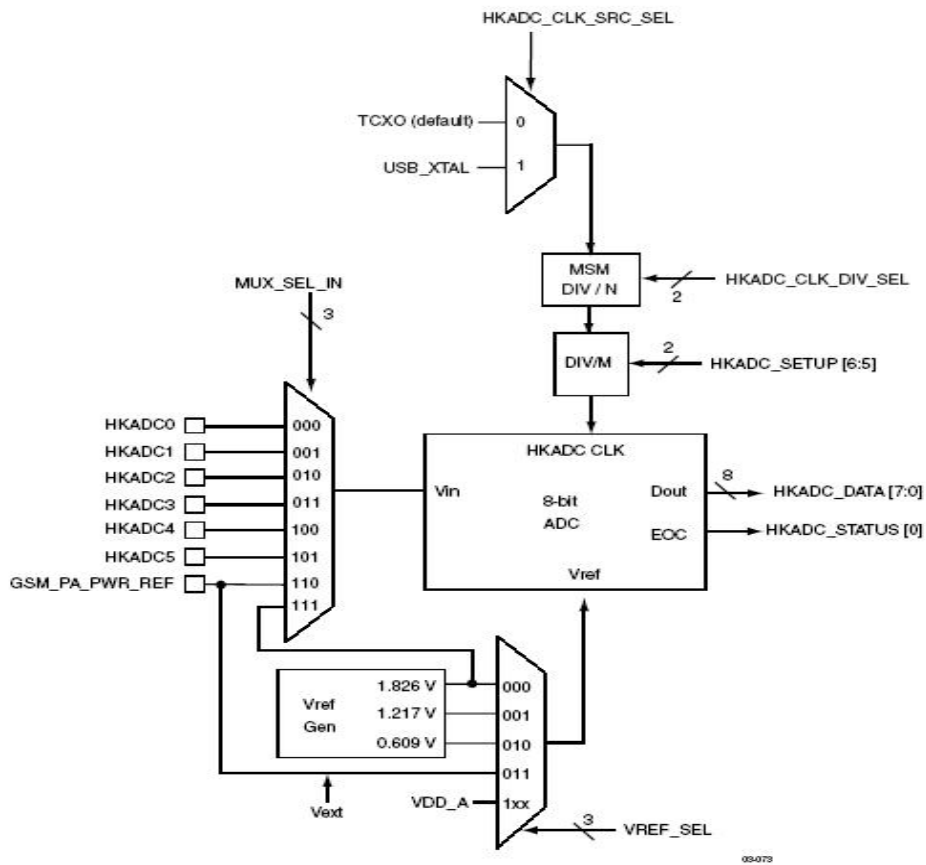 HKADC_CLK_SRC_SEL
TCXO (default)
0
USB_XTAL
1
MSM
DIV / N
2
HKADC_CLK_DIV_SEL
MUX_SEL_IN
3
DIV/M
2
HKADC_SETUP [6:5]
HKADC0
000
HKADC1
001
HKADC2
010
HKADC3
011
HKADC4
100
HKADC5
101
GSM_PA_PWR_REF
110
111
HKADC CLK
Vin
8-bit
ADC
Dout
8
HKADC_DATA [7:0]
EOC
HKADC_STATUS [0]
Vref
Vref
Gen
1.826 V
000
1.217 V
001
0.609 V
010
011
Vext
VDD_A
1xx
3
VREF_SEL
03-073